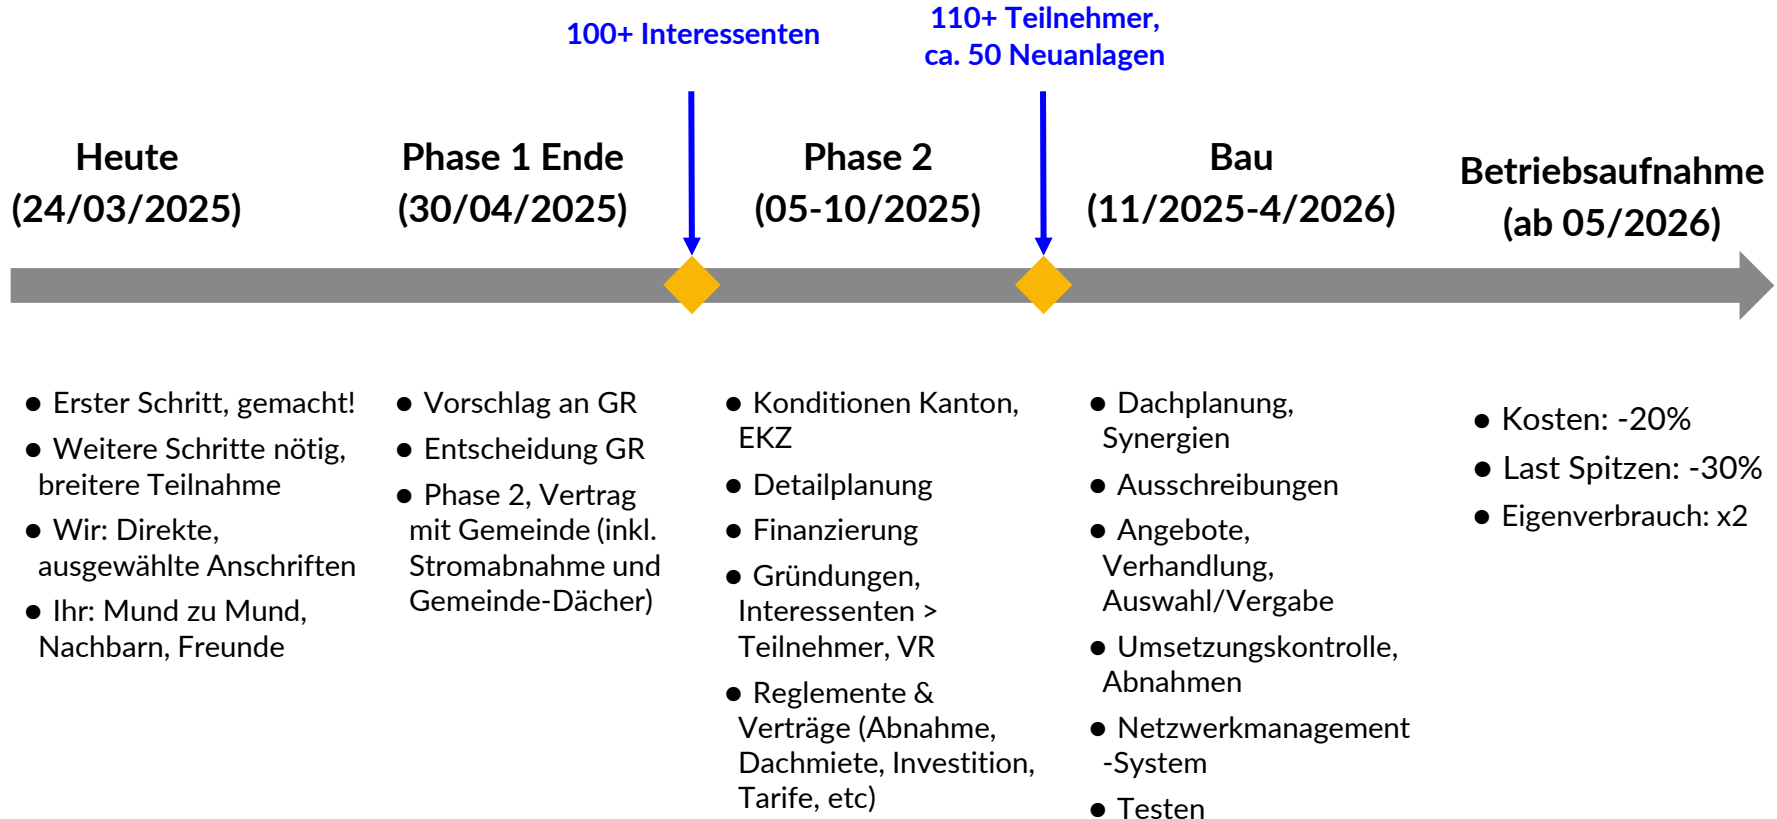 100+ Interessenten
110+ Teilnehmer,
ca. 50 Neuanlagen
Heute
(24/03/2025)
Phase 1 Ende
(30/04/2025)
Phase 2
(05-10/2025)
Bau
(11/2025-4/2026)
Betriebsaufnahme
(ab 05/2026)
● Erster Schritt, gemacht!
● Weitere Schritte nötig,
breitere Teilnahme
● Wir: Direkte,
ausgewählte Anschriften
● Ihr: Mund zu Mund,
Nachbarn, Freunde
● Vorschlag an GR
● Entscheidung GR
● Phase 2, Vertrag
mit Gemeinde (inkl.
Stromabnahme und
Gemeinde-Dächer)
● Konditionen Kanton,
EKZ
● Detailplanung
● Finanzierung
● Gründungen,
Interessenten >
Teilnehmer, VR
● Reglemente &
Verträge (Abnahme,
Dachmiete, Investition,
Tarife, etc)
● Dachplanung,
Synergien
● Ausschreibungen
● Angebote,
Verhandlung,
Auswahl/Vergabe
● Umsetzungskontrolle,
Abnahmen
● Netzwerkmanagement
-System
● Testen
● Kosten: -20%
● Last Spitzen: -30%
● Eigenverbrauch: x2